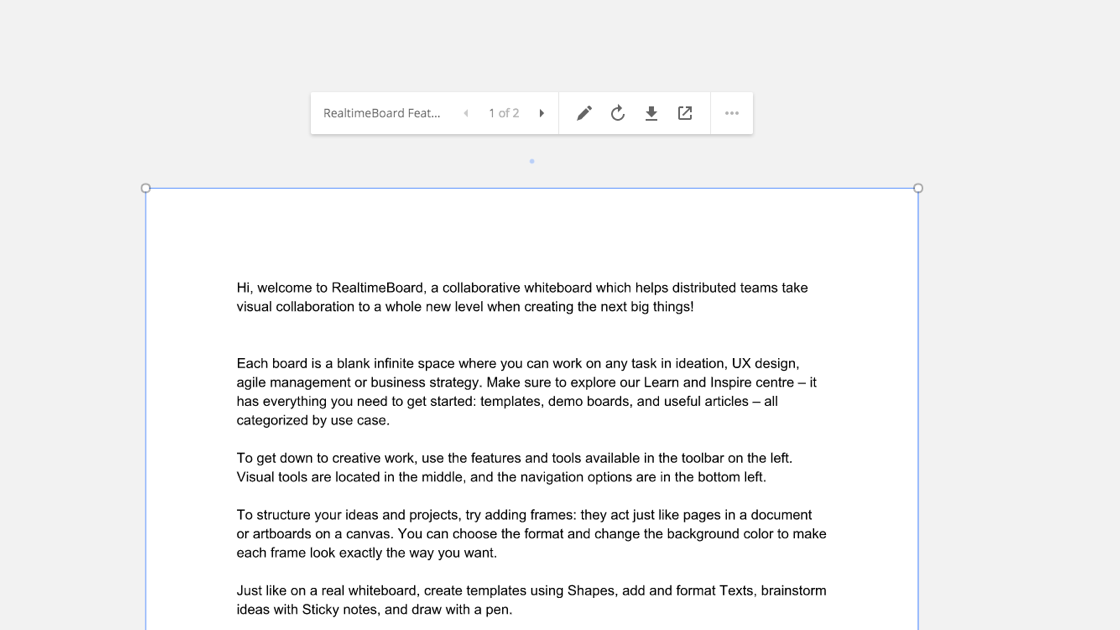 RealtimeBoard Feat...
1 of 2
Hi, welcome to RealtimeBoard, a collaborative whiteboard which helps distributed teams take
visual collaboration to a whole new level when creating the next big things!
Each board is a blank infinite space where you can work on any task in ideation, UX design,
agile management or business strategy. Make sure to explore our Learn and Inspire centre – it
has everything you need to get started: templates, demo boards, and useful articles – all
categorized by use case.
To get down to creative work, use the features and tools available in the toolbar on the left.
Visual tools are located in the middle, and the navigation options are in the bottom left.
To structure your ideas and projects, try adding frames: they act just like pages in a document
or artboards on a canvas. You can choose the format and change the background color to make
each frame look exactly the way you want.
Just like on a real whiteboard, create templates using Shapes, add and format Texts, brainstorm
ideas with Sticky notes, and draw with a pen.